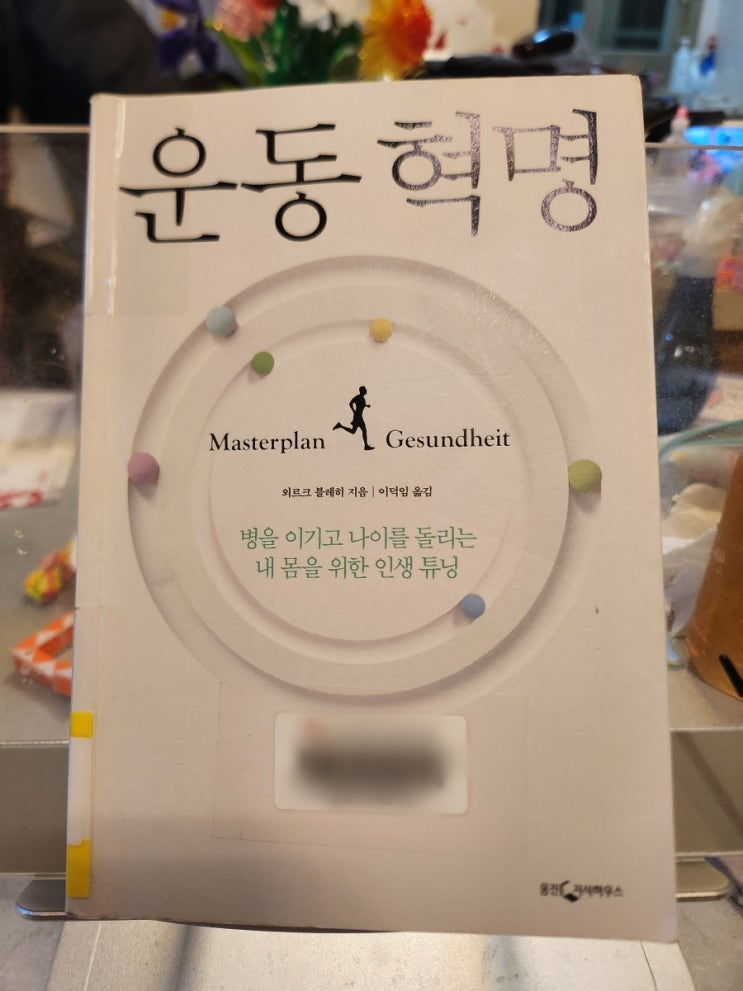 운동 혁명
Masterplan Gesundheit
외르크 블레히 지음 | 이덕임 옮김
병을 이기고 나이를 돌리는
내 몸을 위한 인생 튜닝
웅진 지식하우스